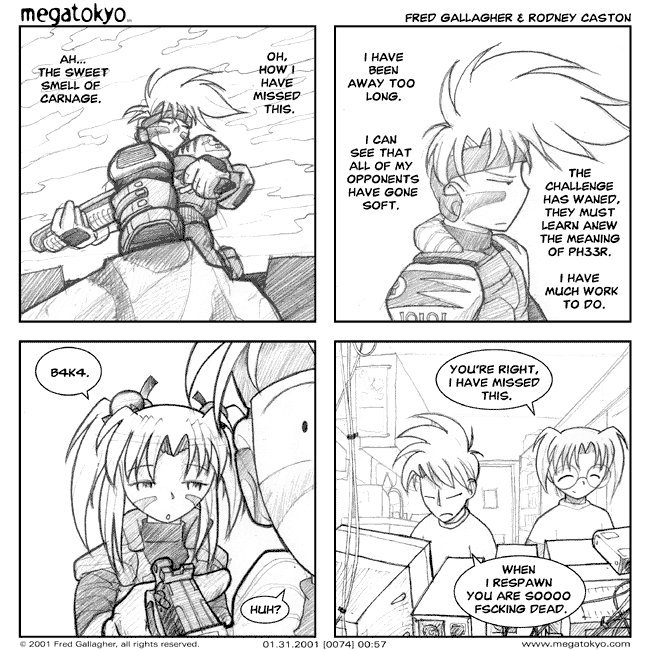 megatokyo
FRED GALLAGHER & RODNEY CASTON
AH...
THE SWEET
SMELL OF
CARNAGE.
OH,
HOW I
HAVE
MISSED
THIS.
I HAVE
BEEN
AWAY TOO
LONG.
I CAN
SEE THAT
ALL OF MY
OPPONENTS
HAVE GONE
SOFT.
THE
CHALLENGE
HAS WANED,
THEY MUST
LEARN ANEW
THE MEANING
OF PH33R.
I HAVE
MUCH WORK
TO DO.
B4K4.
HUH?
YOU'RE RIGHT,
I HAVE MISSED
THIS.
WHEN
I RESPAWN
YOU ARE SOOOO
FSCKING DEAD.
© 2001 Fred Gallagher, all rights reserved.
01.31.2001 [0074] 00:57
www.megatokyo.com